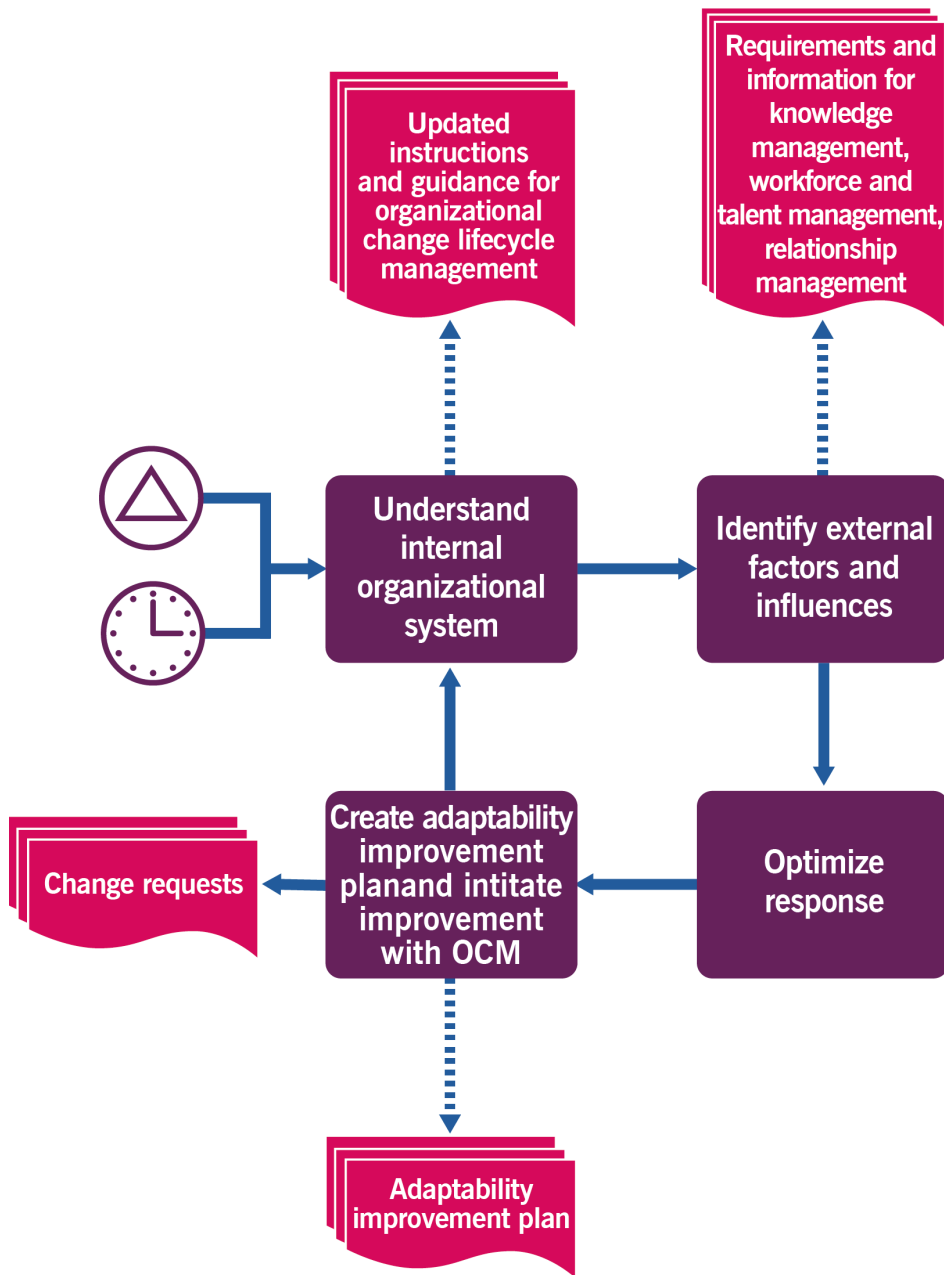 Updated
instructions
and guidance for
organizational
change lifecycle
management
Requirements and
information for
knowledge
management,
workforce and
talent management,
relationship
management
Understand
internal
organizational
system
Identify external
factors and
influences
Create adaptability
improvement
planand intitate
improvement
with OCM
Optimize
response
Change requests
Adaptability
improvement plan